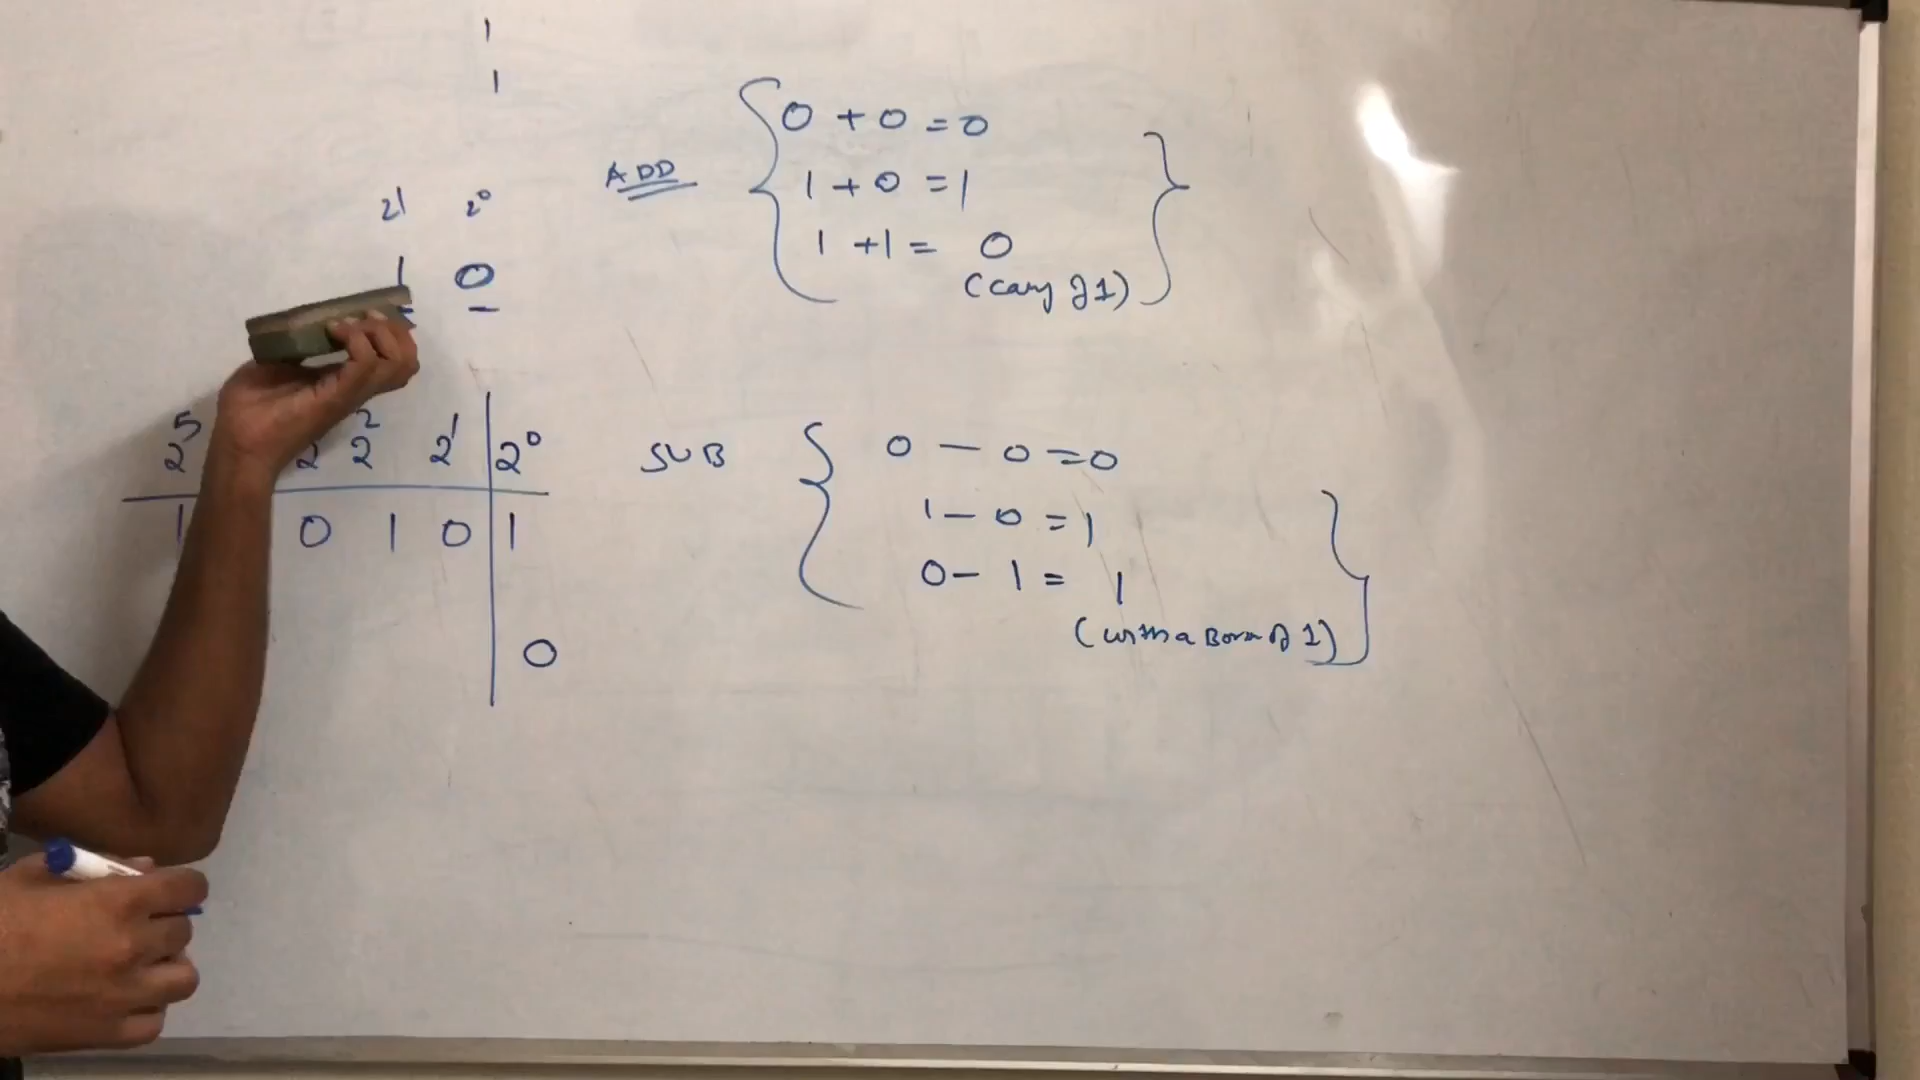 1
1
2¹ 2⁰
1 0
ADD
0 + 0 = 0
1 + 0 = 1
1 + 1 = 0
(carry of 1)
2⁵ 2 2² 2¹ 2⁰
1 0 1 0 1
0
SUB
0 – 0 = 0
1 – 0 = 1
0 – 1 = 1
(with a Borrow of 1)